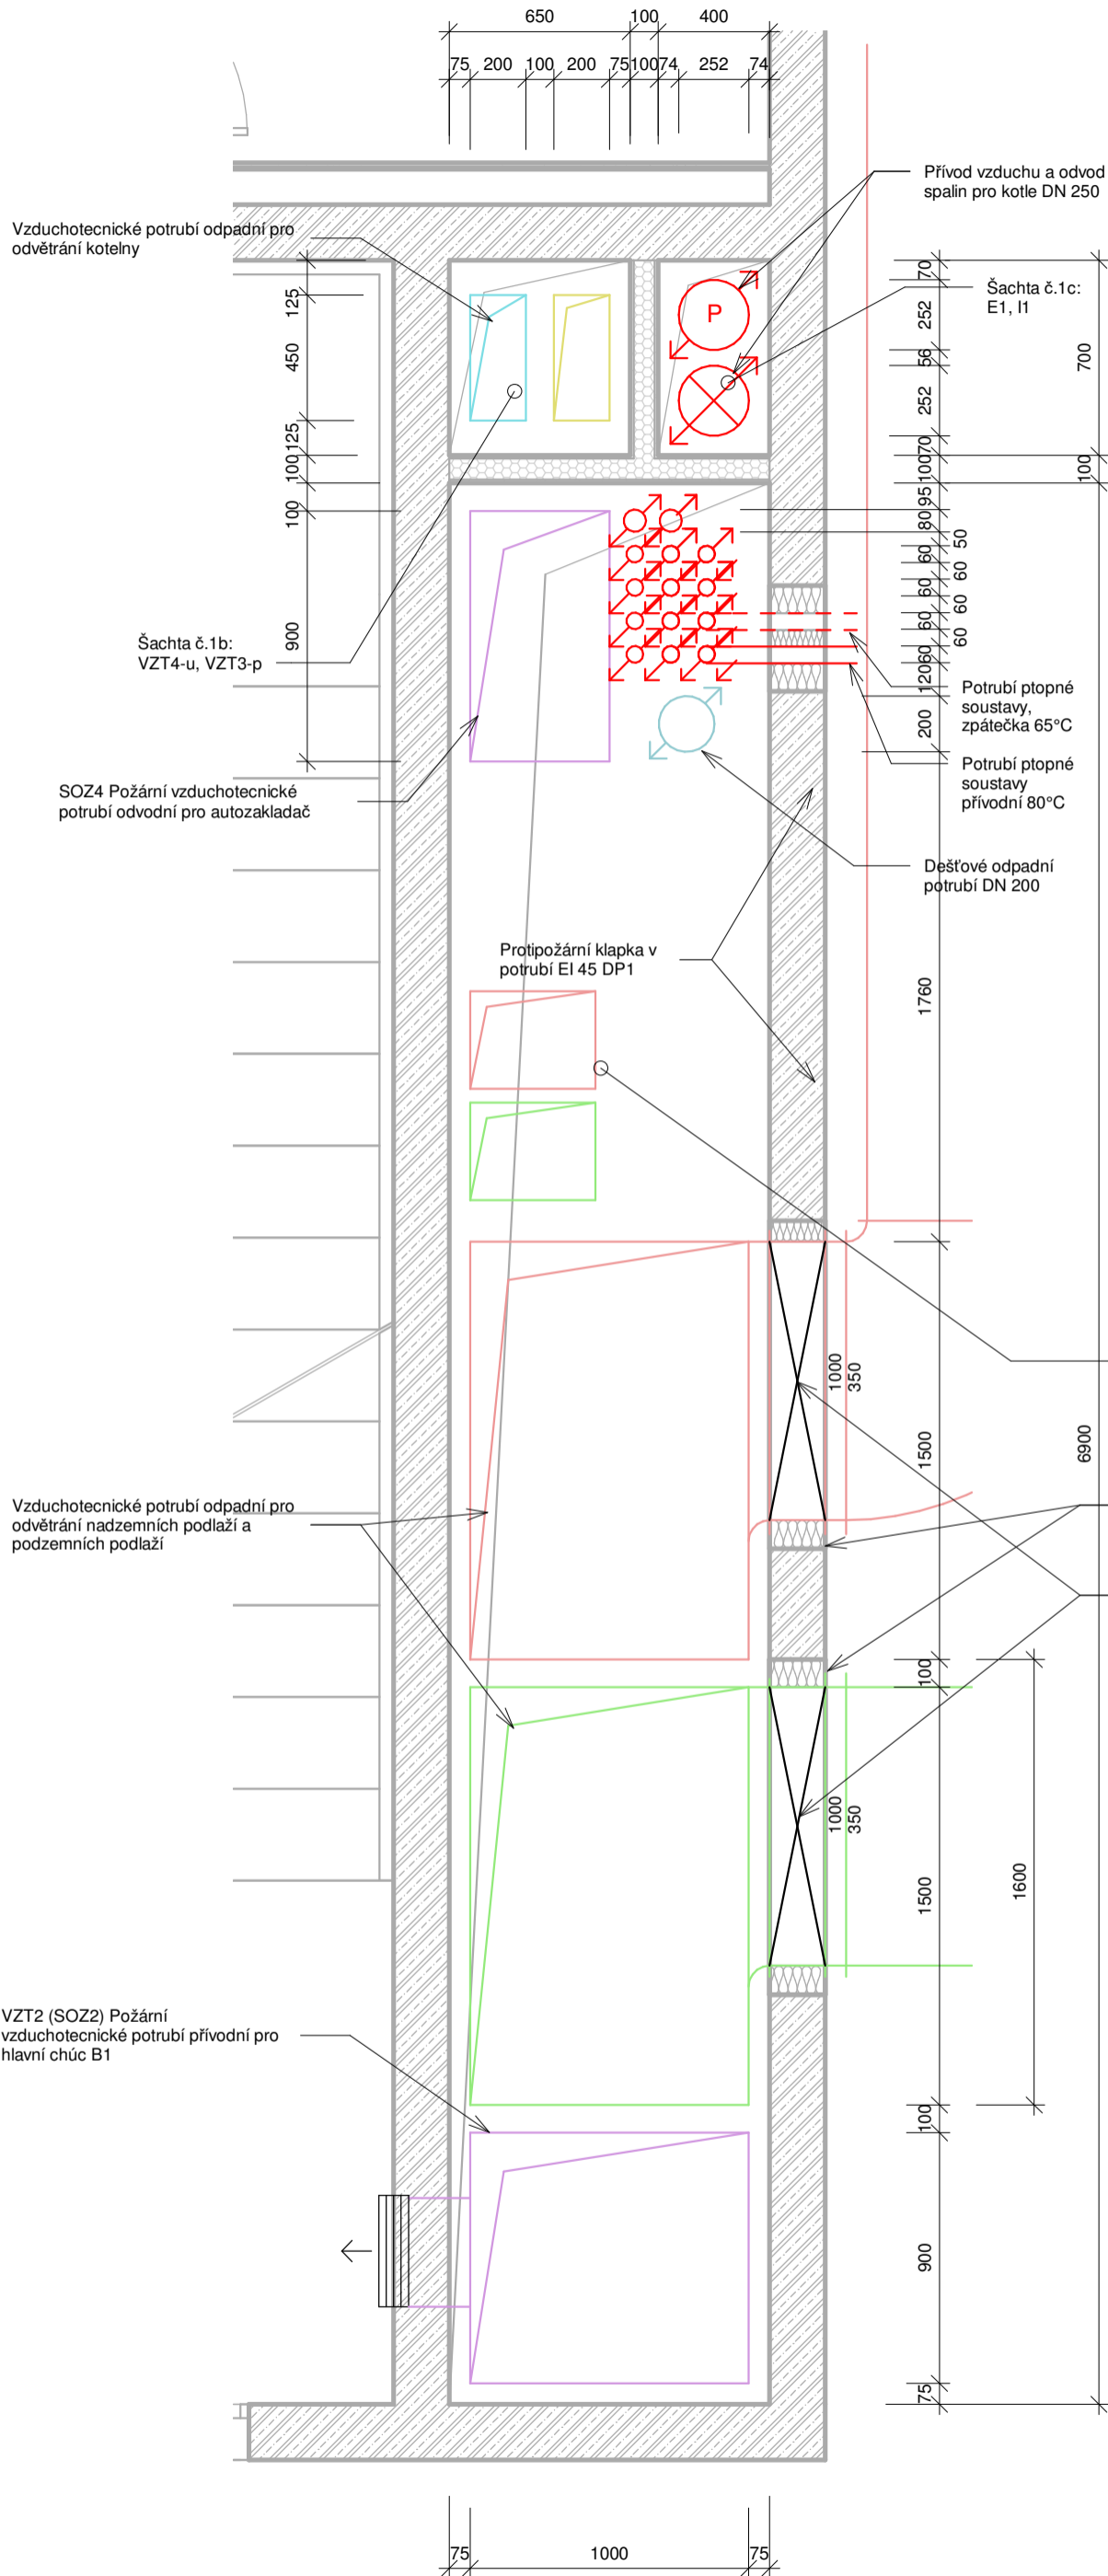 650 100 400
75 200 100 200 75 100 74 252 74
Přívod vzduchu a odvod
spalin pro kotle DN 250
Vzduchotecnické potrubí odpadní pro
odvětrání kotelny
Šachta č.1c:
E1, I1
P
125
450
125
100
100
900
70
252
56
252
70
100
95
80
60
60
60
60
120
200
50
60
60
60
700
100
Šachta č.1b:
VZT4-u, VZT3-p
Potrubí ptopné
soustavy,
zpátečka 65°C
Potrubí ptopné
soustavy
přívodní 80°C
SOZ4 Požární vzduchotecnické
potrubí odvodní pro autozakladač
Dešťové odpadní
potrubí DN 200
Protipožární klapka v
potrubí EI 45 DP1
1760
1000
350
1500
6900
Vzduchotecnické potrubí odpadní pro
odvětrání nadzemních podlaží a
podzemních podlaží
100
1000
350
1500
1600
VZT2 (SOZ2) Požární
vzduchotecnické potrubí přívodní pro
hlavní chúc B1
100
900
75
75 1000 75